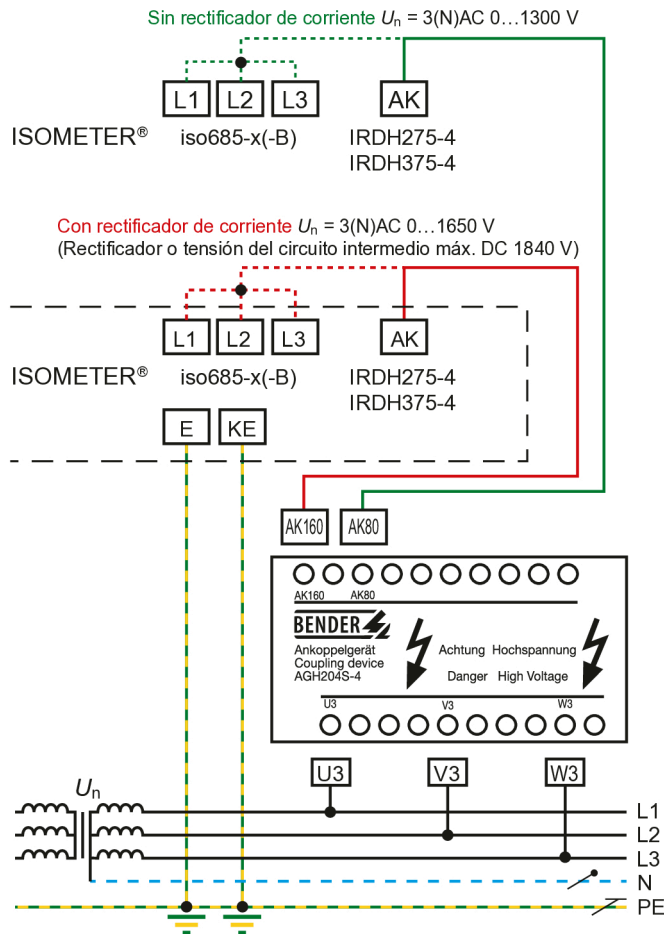 Sin rectificador de corriente Un = 3(N)AC 0…1300 V
L1 L2 L3 AK
ISOMETER® iso685-x(-B) IRDH275-4
IRDH375-4
Con rectificador de corriente Un = 3(N)AC 0…1650 V
(Rectificador o tensión del circuito intermedio máx. DC 1840 V)
L1 L2 L3 AK
ISOMETER® iso685-x(-B) IRDH275-4
IRDH375-4
E KE
AK160 AK80
AK160 AK80
BENDER
Ankoppelgerät
Coupling device
AGH204S-4
Achtung Hochspannung
Danger High Voltage
U3 V3 W3
U3 V3 W3
Un
L1
L2
L3
N
PE